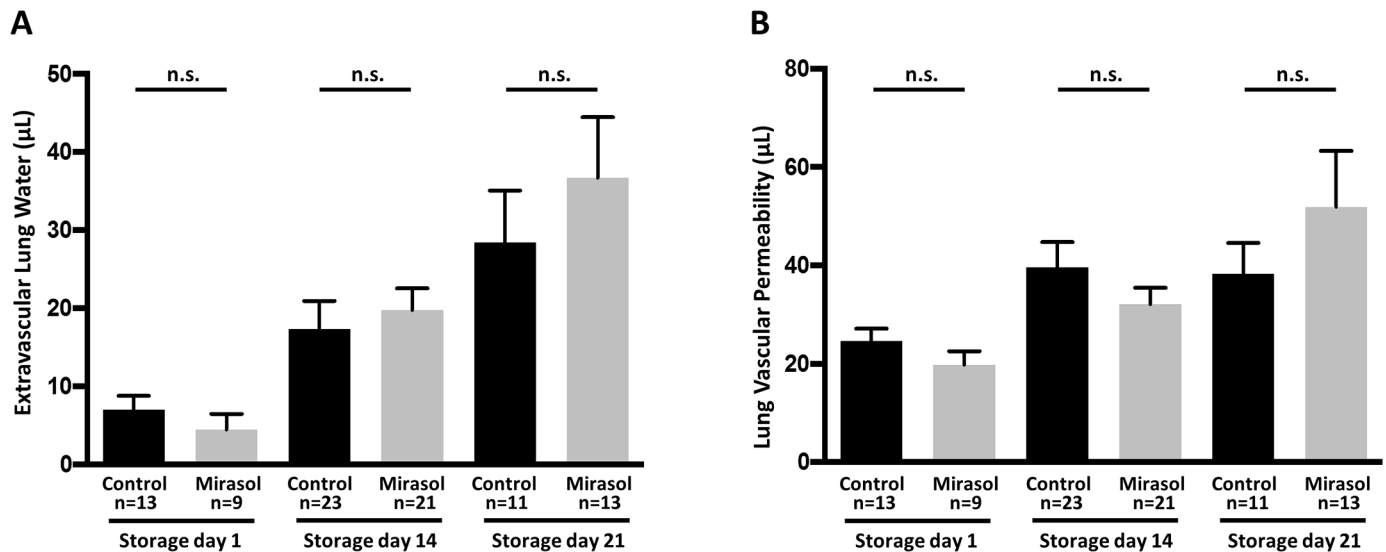 A
Extravascular Lung Water (µL)
50
40
30
20
10
0
n.s.
n.s.
n.s.
Control
n=13
Mirasol
n=9
Control
n=23
Mirasol
n=21
Control
n=11
Mirasol
n=13
Storage day 1
Storage day 14
Storage day 21
B
Lung Vascular Permeability (µL)
80
60
40
20
0
n.s.
n.s.
n.s.
Control
n=13
Mirasol
n=9
Control
n=23
Mirasol
n=21
Control
n=11
Mirasol
n=13
Storage day 1
Storage day 14
Storage day 21